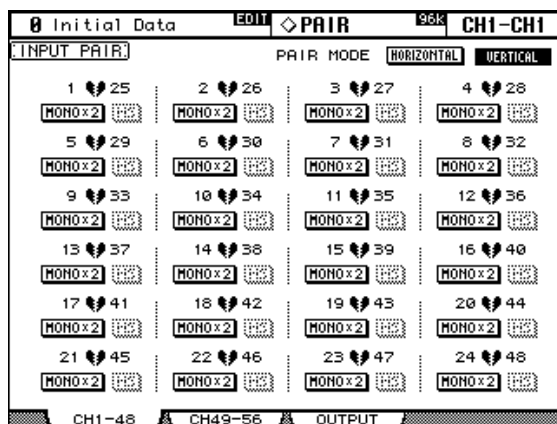 0 Initial Data EDIT ◇PAIR 96k CH1-CH1
INPUT PAIR
PAIR MODE HORIZONTAL VERTICAL
1 25 2 26 3 27 4 28
MONO×2 MONO×2 MONO×2 MONO×2
5 29 6 30 7 31 8 32
MONO×2 MONO×2 MONO×2 MONO×2
9 33 10 34 11 35 12 36
MONO×2 MONO×2 MONO×2 MONO×2
13 37 14 38 15 39 16 40
MONO×2 MONO×2 MONO×2 MONO×2
17 41 18 42 19 43 20 44
MONO×2 MONO×2 MONO×2 MONO×2
21 45 22 46 23 47 24 48
MONO×2 MONO×2 MONO×2 MONO×2
CH1-48 CH49-56 OUTPUT